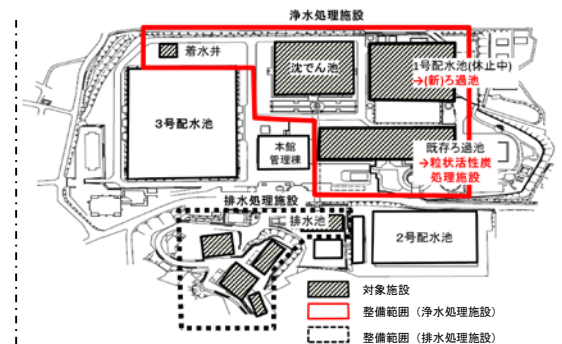 浄水処理施設
着水井
沈でん池
1号配水池(休止中)
→(新)ろ過池
3号配水池
本館
管理棟
既存ろ過池
→粒状活性炭
処理施設
排水処理施設
排水池
2号配水池
対象施設
整備範囲（浄水処理施設）
整備範囲（排水処理施設）